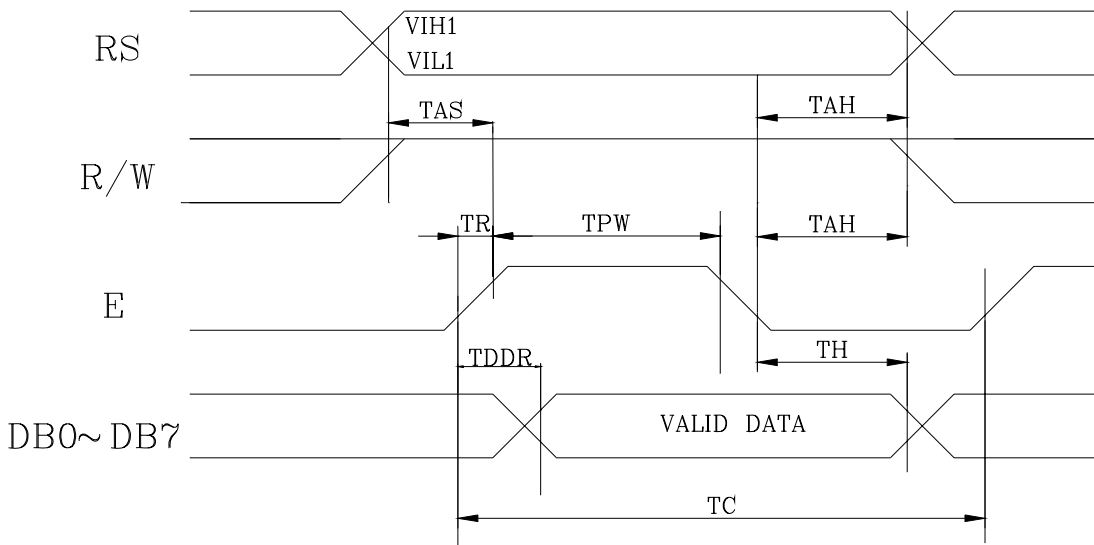 RS
VIH1
VIL1
TAS
TAH
R/W
TR
TPW
TAH
E
TDDR
TH
DB0~DB7
VALID DATA
TC